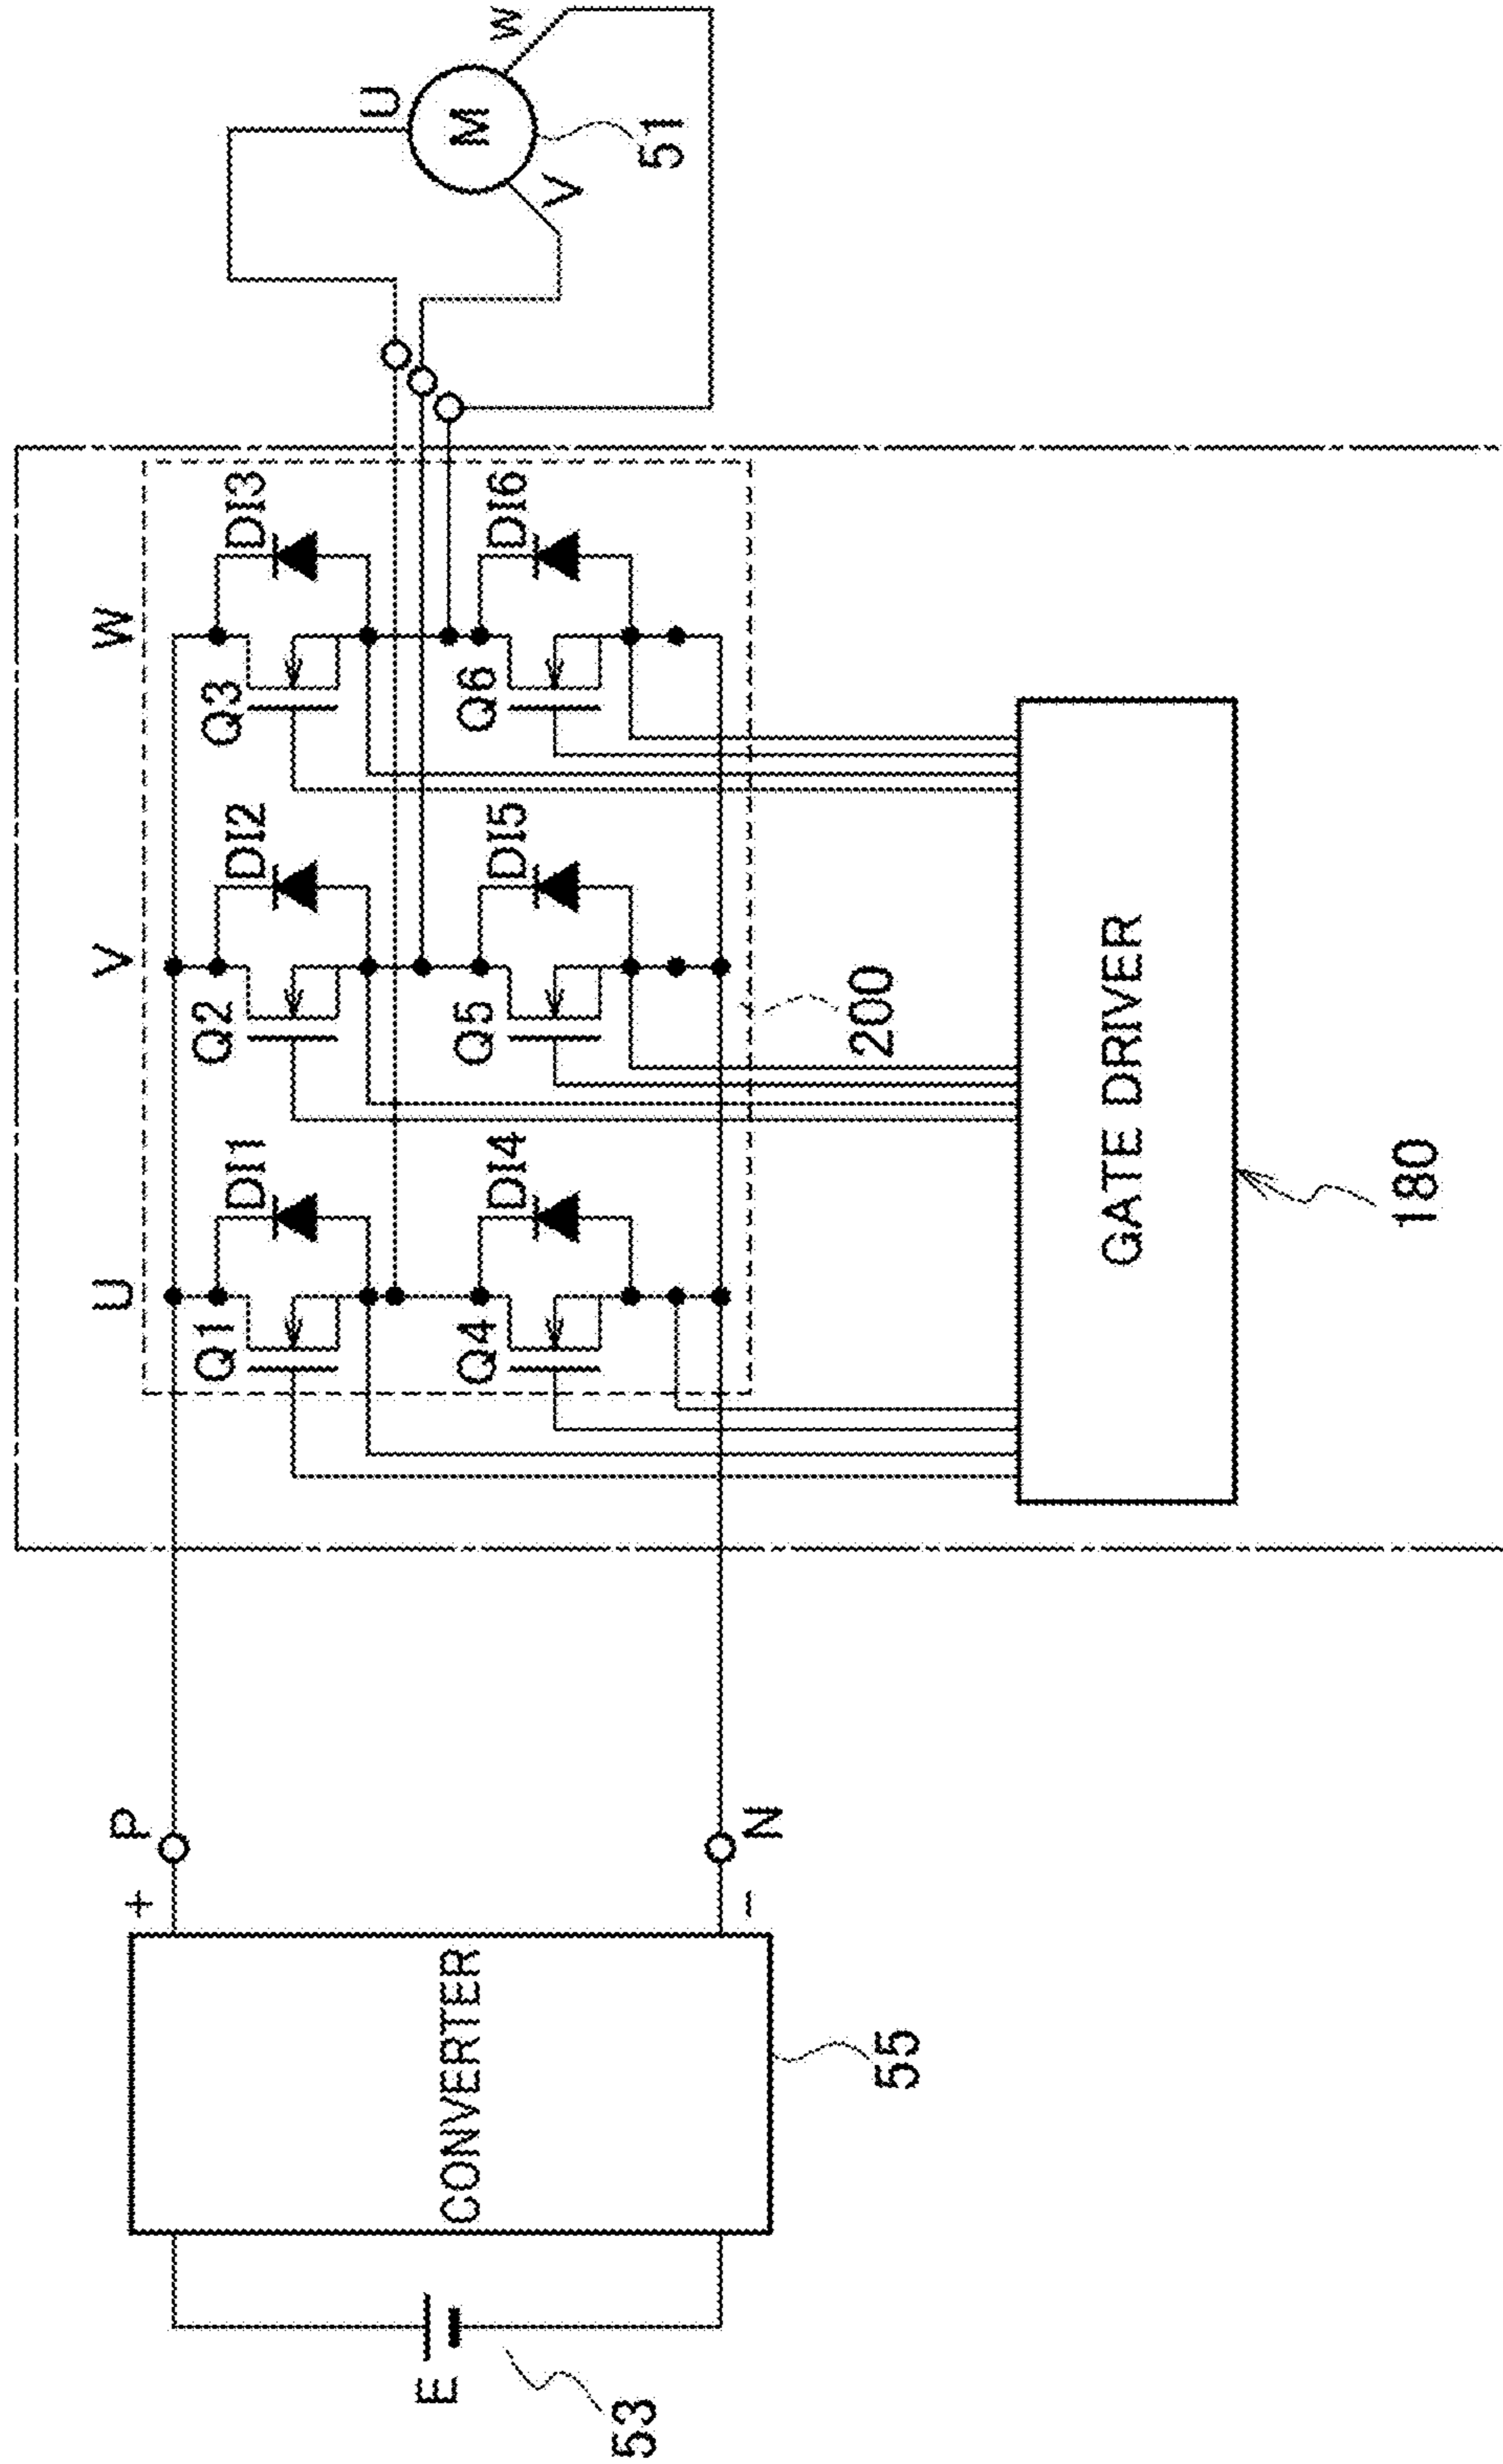 U V W
Q1 DI1 Q2 DI2 Q3 DI3
Q4 DI4 Q5 DI5 Q6 DI6
P
+
CONVERTER
E
53
55
−
N
200
GATE DRIVER
180
U
M
V
W
51